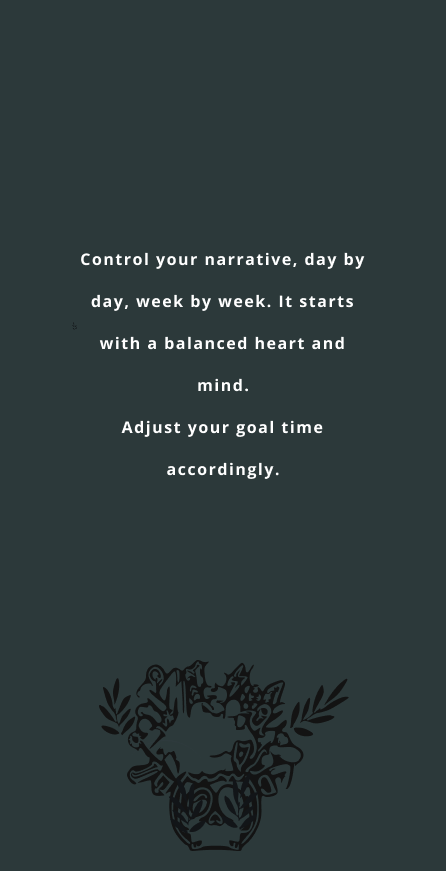 Control your narrative, day by
day, week by week. It starts
with a balanced heart and
mind.
Adjust your goal time
accordingly.